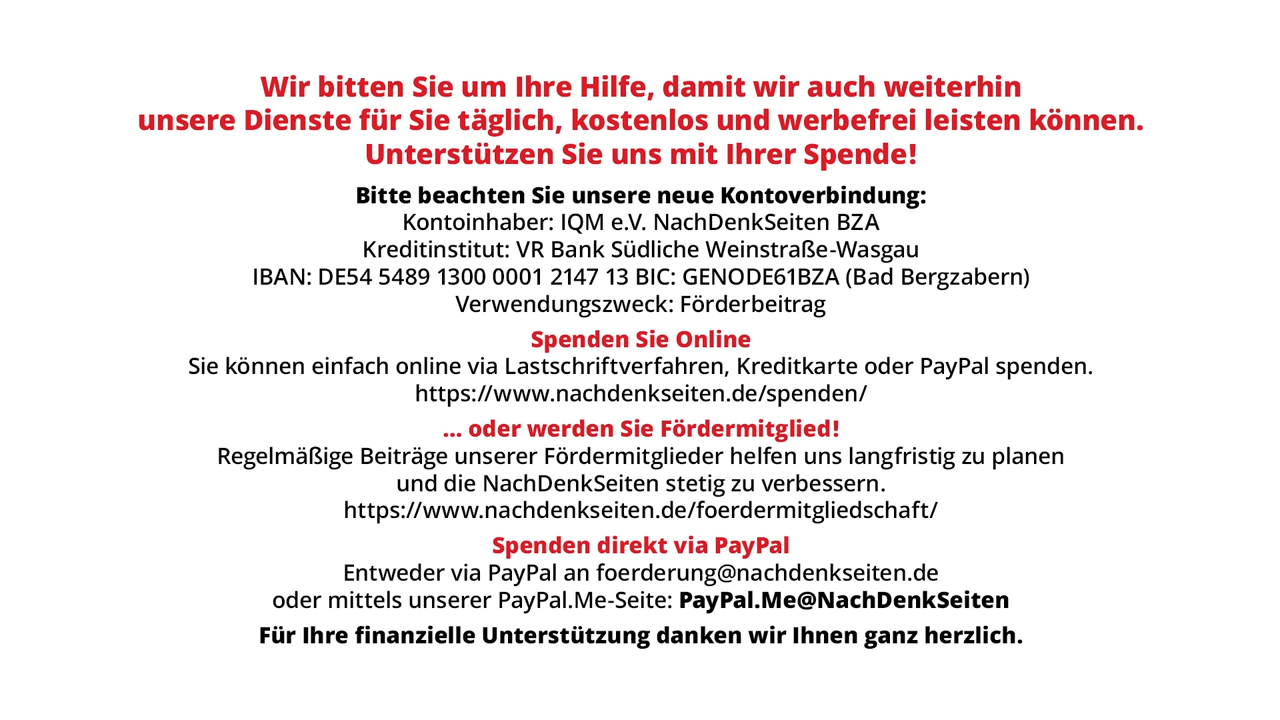 Wir bitten Sie um Ihre Hilfe, damit wir auch weiterhin
unsere Dienste für Sie täglich, kostenlos und werbefrei leisten können.
Unterstützen Sie uns mit Ihrer Spende!
Bitte beachten Sie unsere neue Kontoverbindung:
Kontoinhaber: IQM e.V. NachDenkSeiten BZA
Kreditinstitut: VR Bank Südliche Weinstraße-Wasgau
IBAN: DE54 5489 1300 0001 2147 13 BIC: GENODE61BZA (Bad Bergzabern)
Verwendungszweck: Förderbeitrag
Spenden Sie Online
Sie können einfach online via Lastschriftverfahren, Kreditkarte oder PayPal spenden.
https://www.nachdenkseiten.de/spenden/
... oder werden Sie Fördermitglied!
Regelmäßige Beiträge unserer Fördermitglieder helfen uns langfristig zu planen
und die NachDenkSeiten stetig zu verbessern.
https://www.nachdenkseiten.de/foerdermitgliedschaft/
Spenden direkt via PayPal
Entweder via PayPal an foerderung@nachdenkseiten.de
oder mittels unserer PayPal.Me-Seite: PayPal.Me@NachDenkSeiten
Für Ihre finanzielle Unterstützung danken wir Ihnen ganz herzlich.